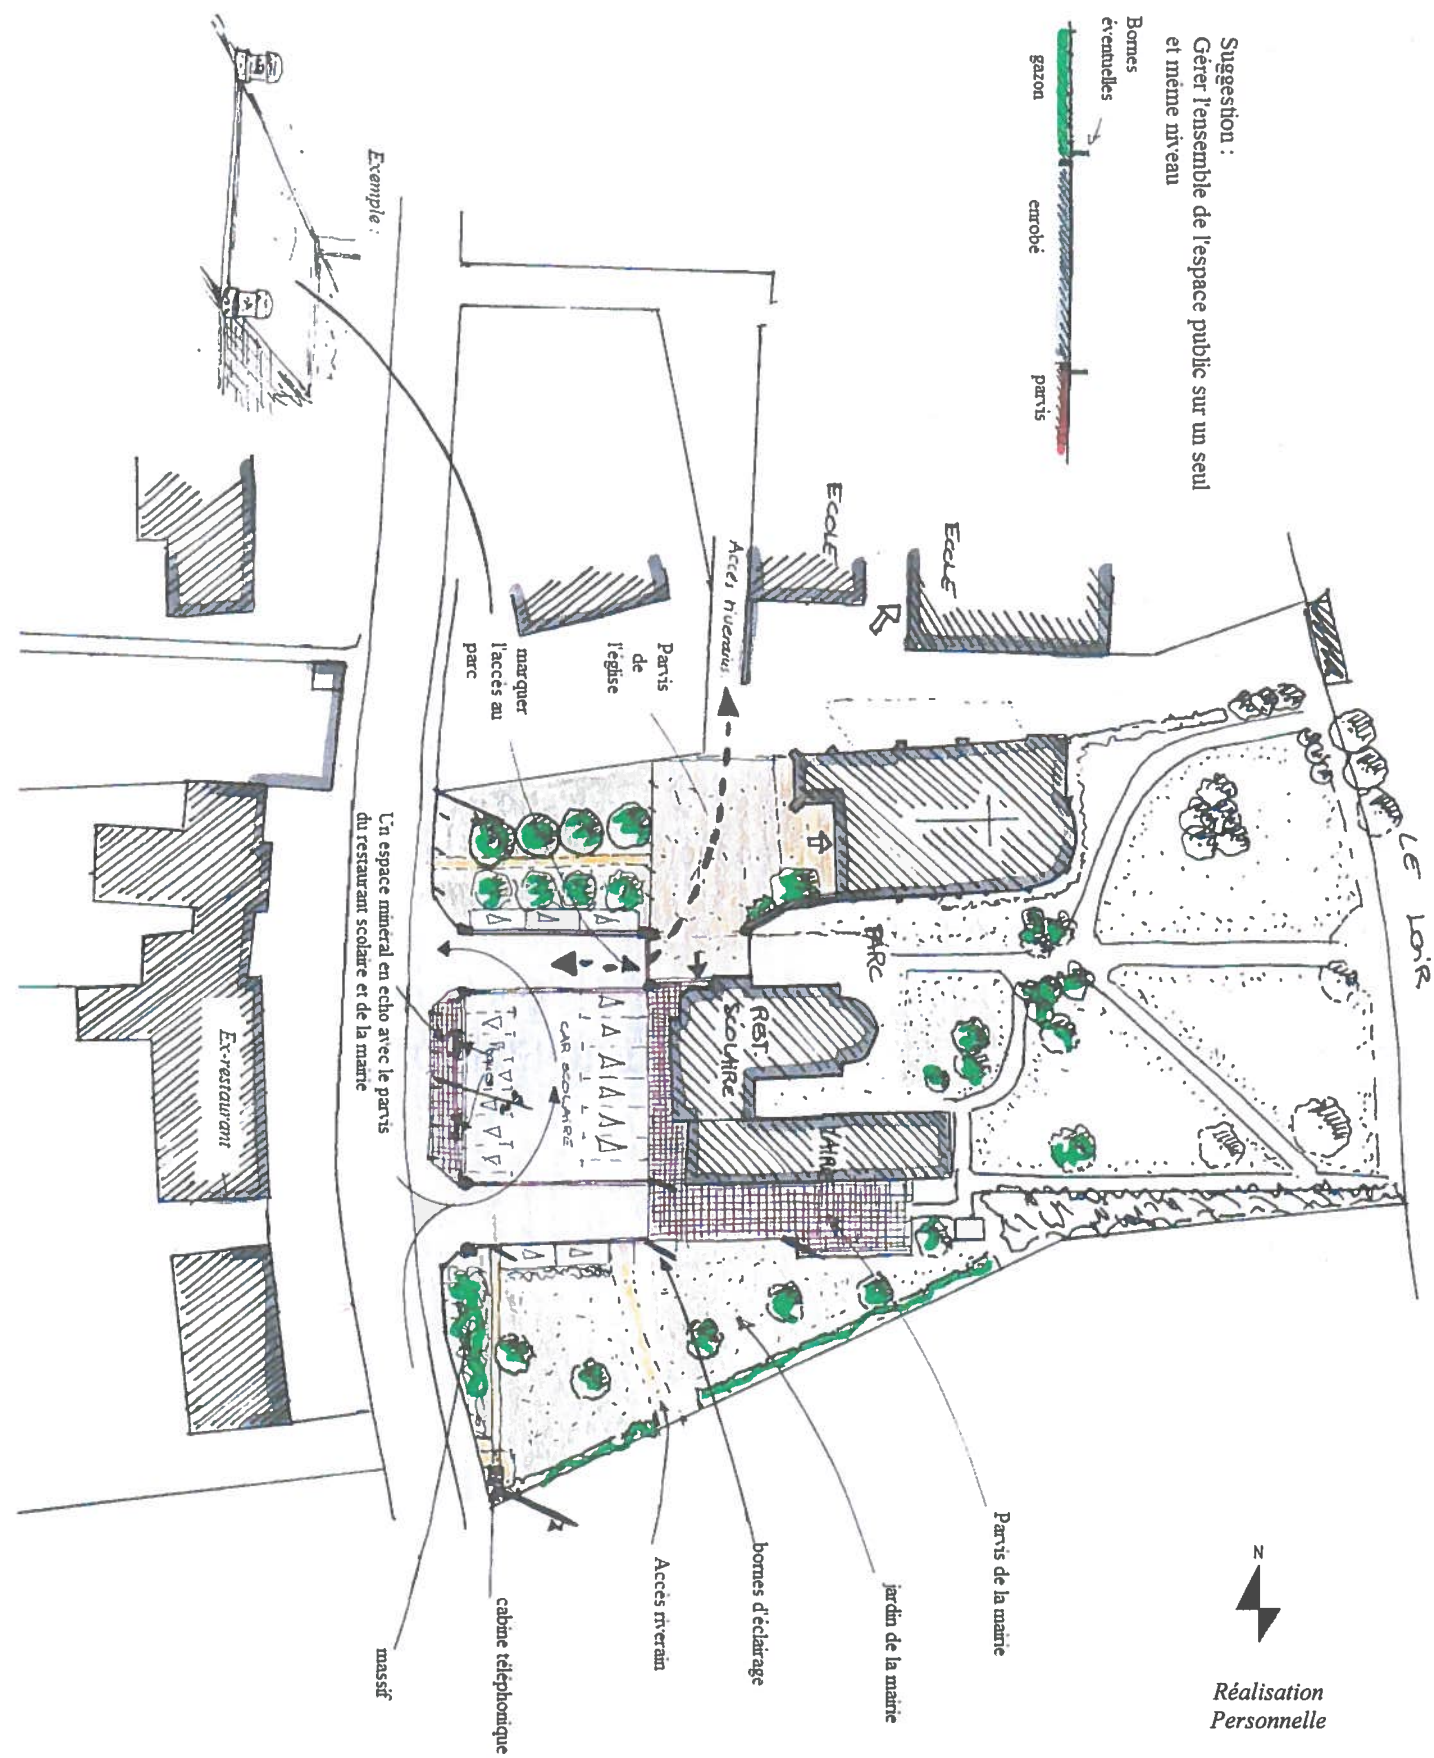 Suggestion :
Gérer l'ensemble de l'espace public sur un seul
et même niveau
Bornes
éventuelles
gazon
enrobé
parvis
Exemple :
ECOLE
ECOLE
Accès riverains
LE LOIR
Parvis
de
l'église
marquer
l'accès au
parc
PARC
REST
SCOLAIRE
CAR SCOLAIRE
Un espace minéral en écho avec le parvis
du restaurant scolaire et de la mairie
Ex-restaurant
Parvis de la mairie
jardin de la mairie
bornes d'éclairage
Accès riverain
cabine téléphonique
massif
N
Réalisation
Personnelle